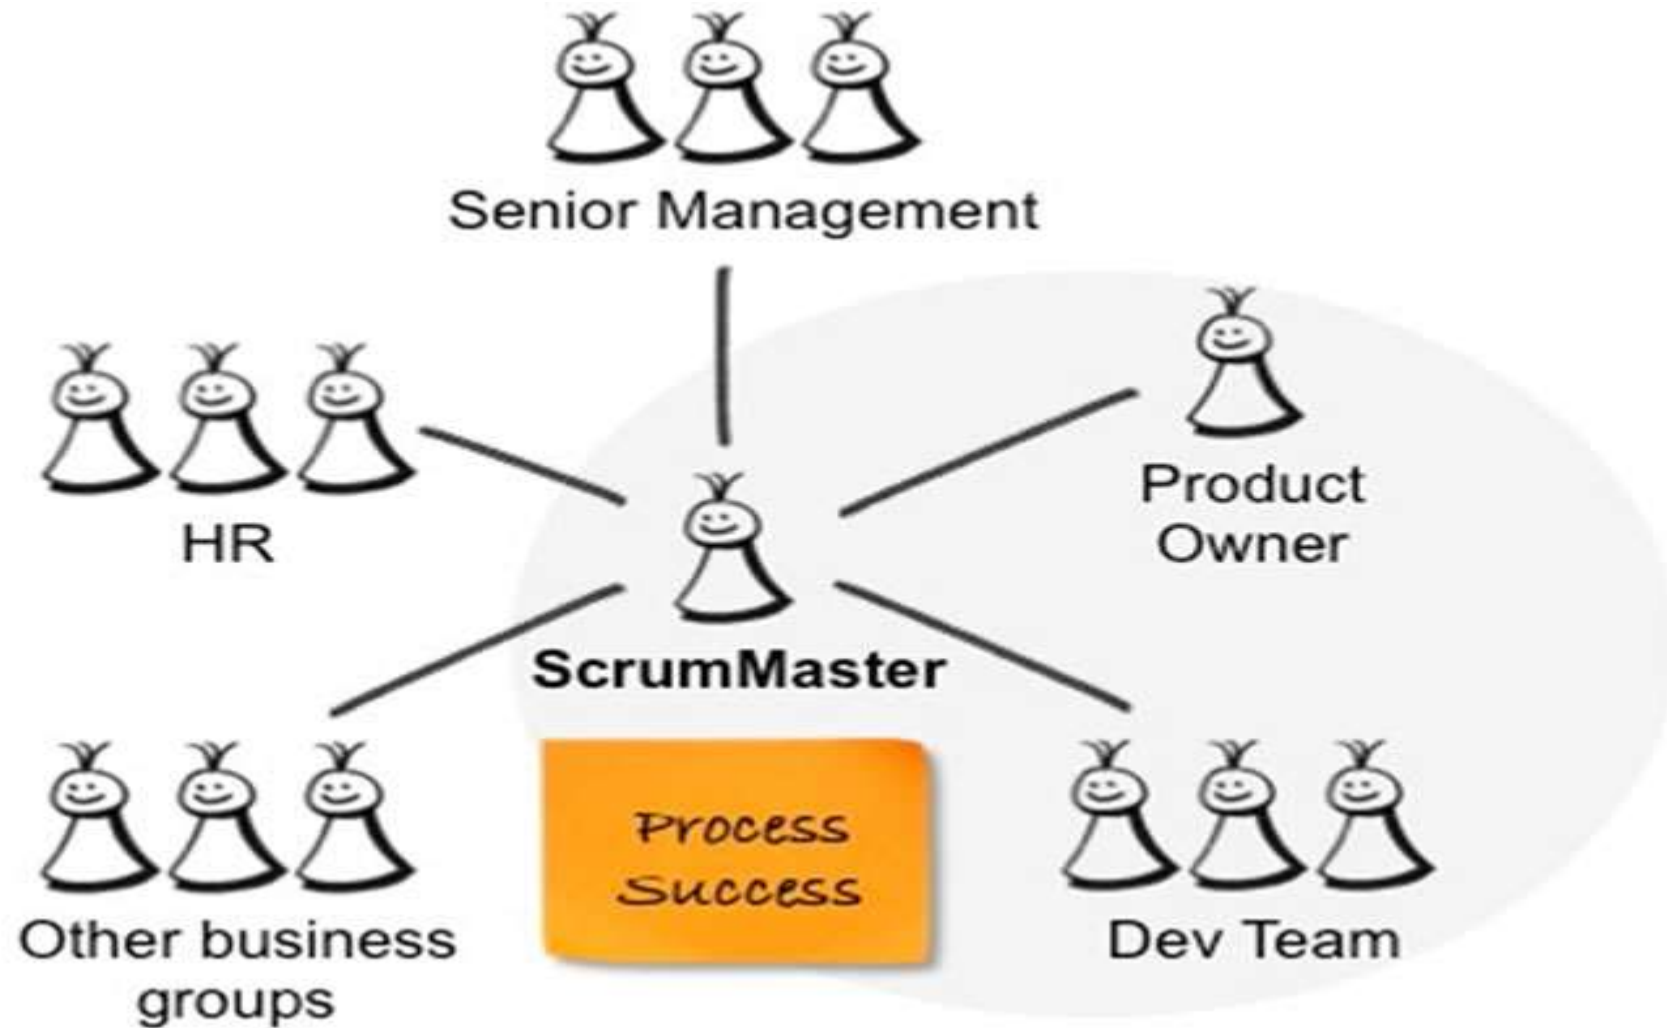 Senior Management
HR
Product
Owner
ScrumMaster
Process
Success
Other business
groups
Dev Team